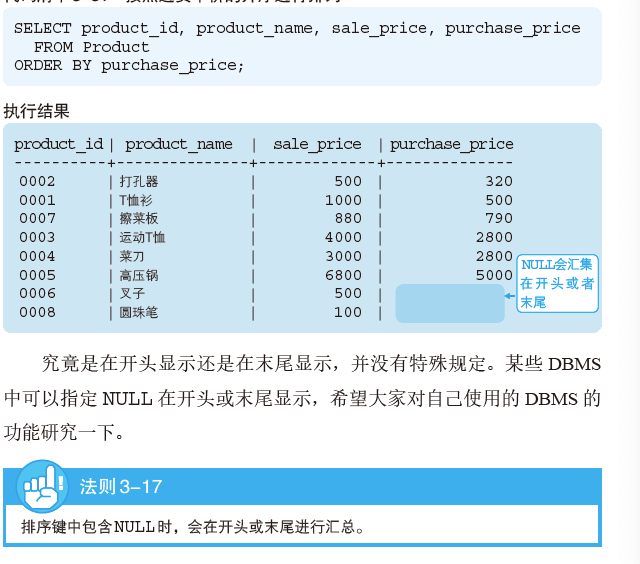 SELECT product_id, product_name, sale_price, purchase_price
FROM Product
ORDER BY purchase_price;
执行结果
product_id | product_name | sale_price | purchase_price
----------+---------------+------------+--------------
0002 | 打孔器 | 500 | 320
0001 | T恤衫 | 1000 | 500
0007 | 擦菜板 | 880 | 790
0003 | 运动T恤 | 4000 | 2800
0004 | 菜刀 | 3000 | 2800
0005 | 高压锅 | 6800 | 5000
0006 | 叉子 | 500 |
0008 | 圆珠笔 | 100 |
NULL会汇集
在开头或者
末尾
究竟是在开头显示还是在末尾显示，并没有特殊规定。某些 DBMS
中可以指定 NULL 在开头或末尾显示，希望大家对自己使用的 DBMS 的
功能研究一下。
法则3-17
排序键中包含NULL时，会在开头或末尾进行汇总。